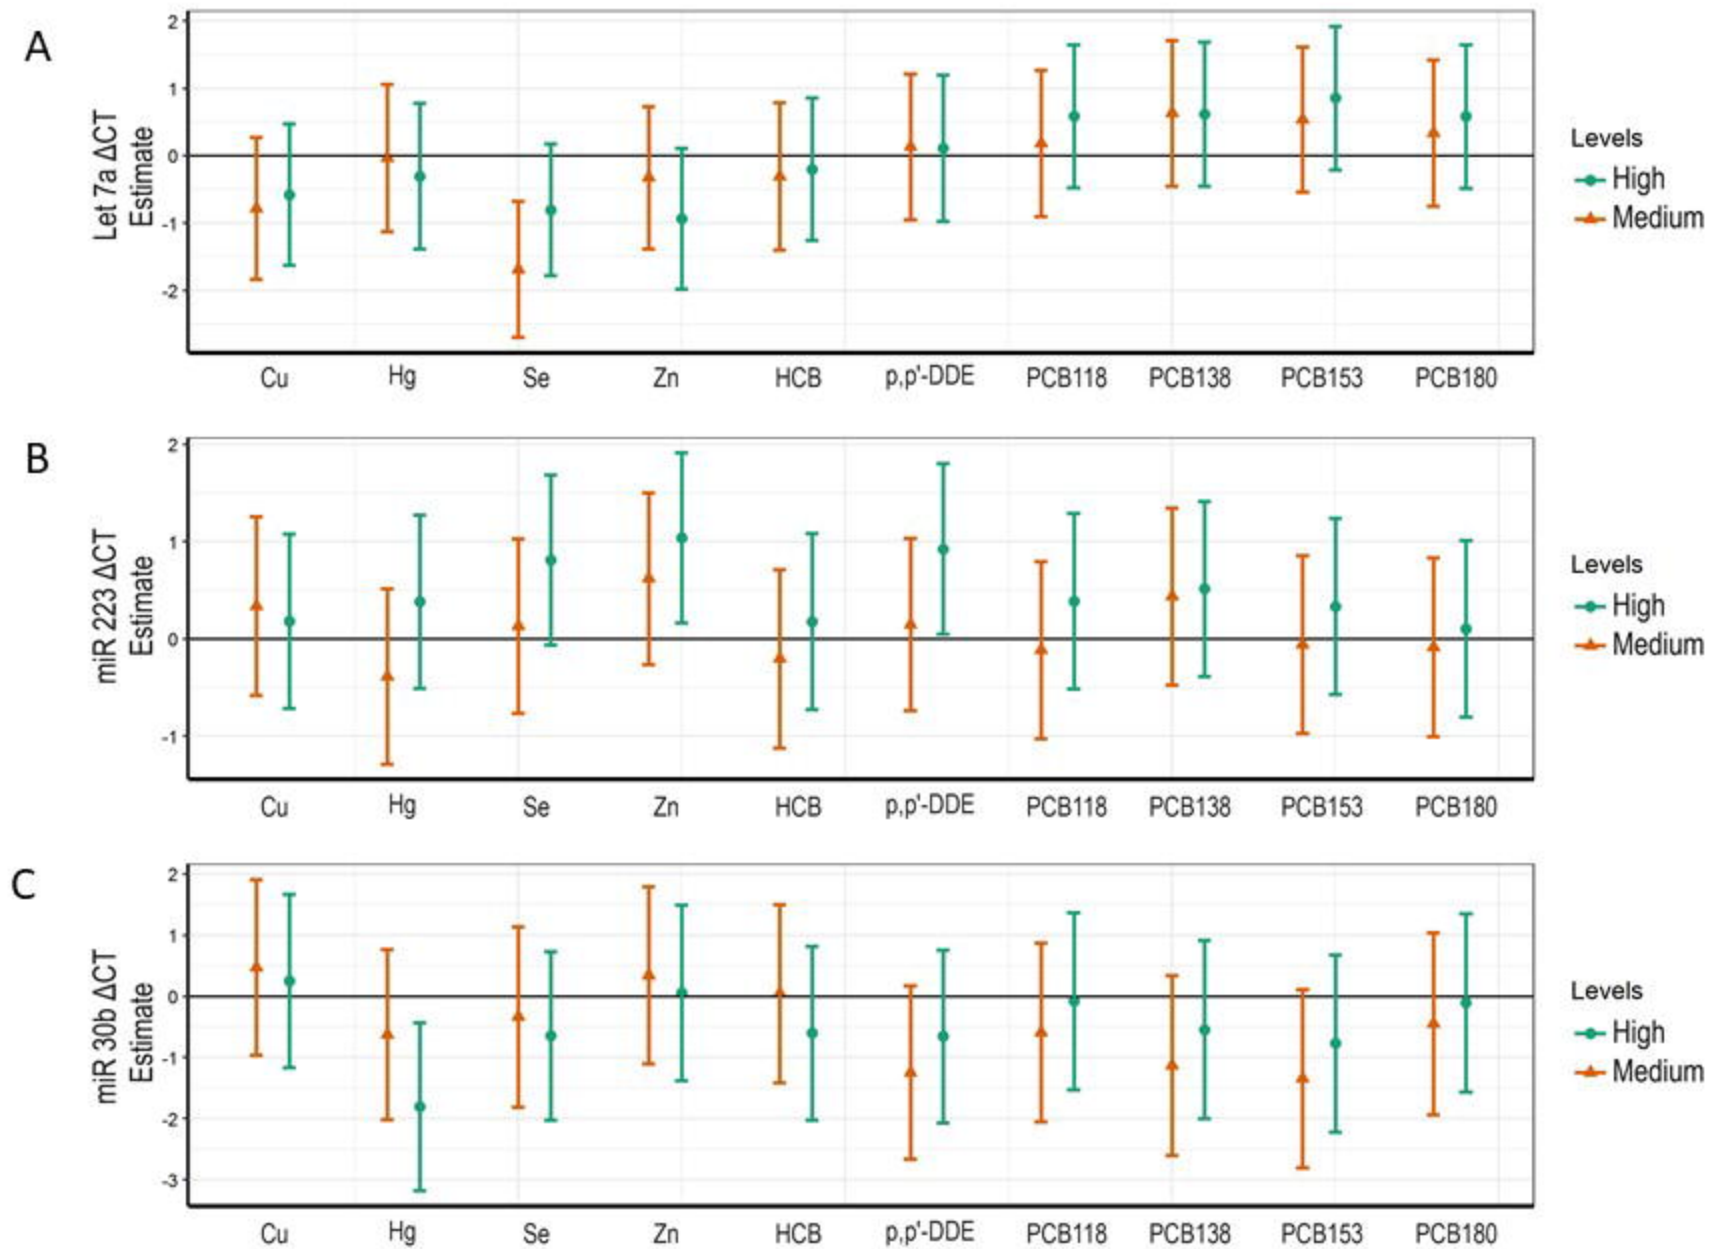 A
Let 7a ΔCT
Estimate
2
1
0
-1
-2
Cu Hg Se Zn HCB p,p'-DDE PCB118 PCB138 PCB153 PCB180
Levels
High
Medium
B
miR 223 ΔCT
Estimate
2
1
0
-1
Cu Hg Se Zn HCB p,p'-DDE PCB118 PCB138 PCB153 PCB180
Levels
High
Medium
C
miR 30b ΔCT
Estimate
2
1
0
-1
-2
-3
Cu Hg Se Zn HCB p,p'-DDE PCB118 PCB138 PCB153 PCB180
Levels
High
Medium